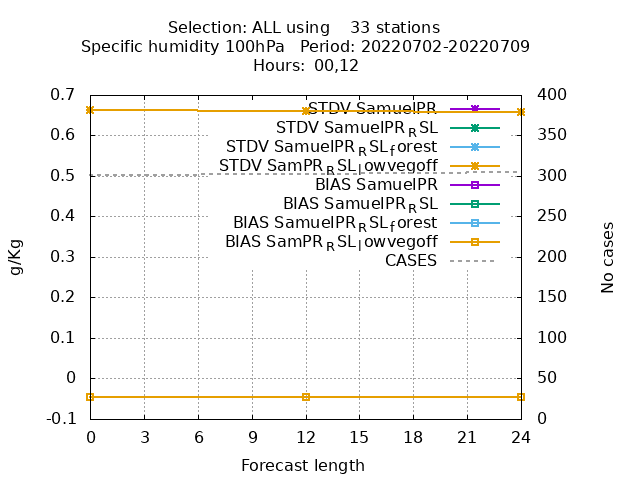 Selection: ALL using    33 stations
Specific humidity 100hPa   Period: 20220702-20220709
Hours:  00,12
0.7
0.6
0.5
0.4
0.3
0.2
0.1
0
-0.1
g/Kg
400
350
300
250
200
150
100
50
0
No cases
STDV SamuelPR
STDV SamuelPR_RSL
STDV SamuelPR_RSL_forest
STDV SamPR_RSL_lowvegoff
BIAS SamuelPR
BIAS SamuelPR_RSL
BIAS SamuelPR_RSL_forest
BIAS SamPR_RSL_lowvegoff
CASES
0 3 6 9 12 15 18 21 24
Forecast length